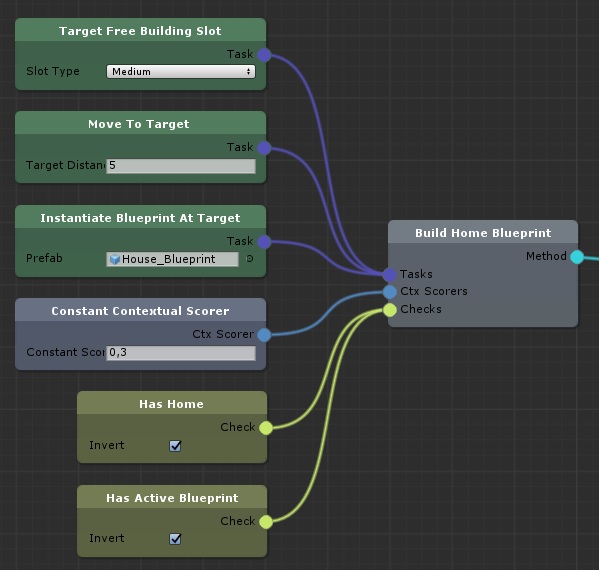 Target Free Building Slot
Task
Slot Type Medium
Move To Target
Task
Target Distan 5
Instantiate Blueprint At Target
Task
Prefab House_Blueprint
Constant Contextual Scorer
Ctx Scorer
Constant Scor 0,3
Has Home
Check
Invert
Has Active Blueprint
Check
Invert
Build Home Blueprint
Method
Tasks
Ctx Scorers
Checks